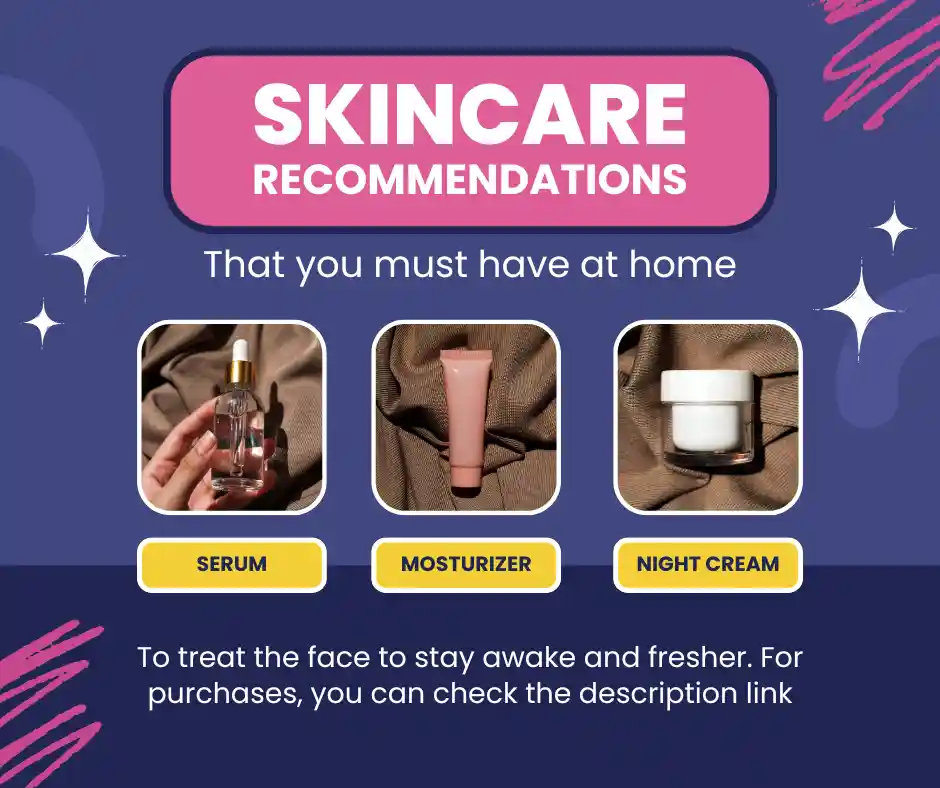 SKINCARE
RECOMMENDATIONS
That you must have at home
SERUM
MOSTURIZER
NIGHT CREAM
To treat the face to stay awake and fresher. For
purchases, you can check the description link